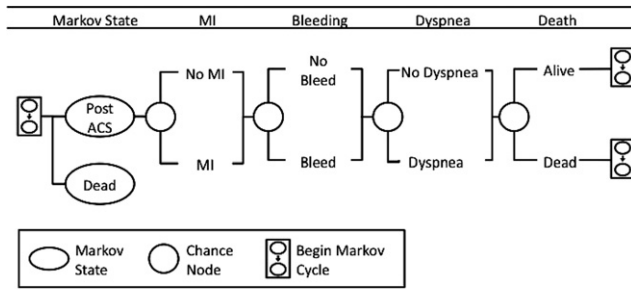 Markov State MI Bleeding Dyspnea Death
No MI No Bleed No Dyspnea Alive
Post ACS
MI Bleed Dyspnea Dead
Dead
Markov State Chance Node Begin Markov Cycle